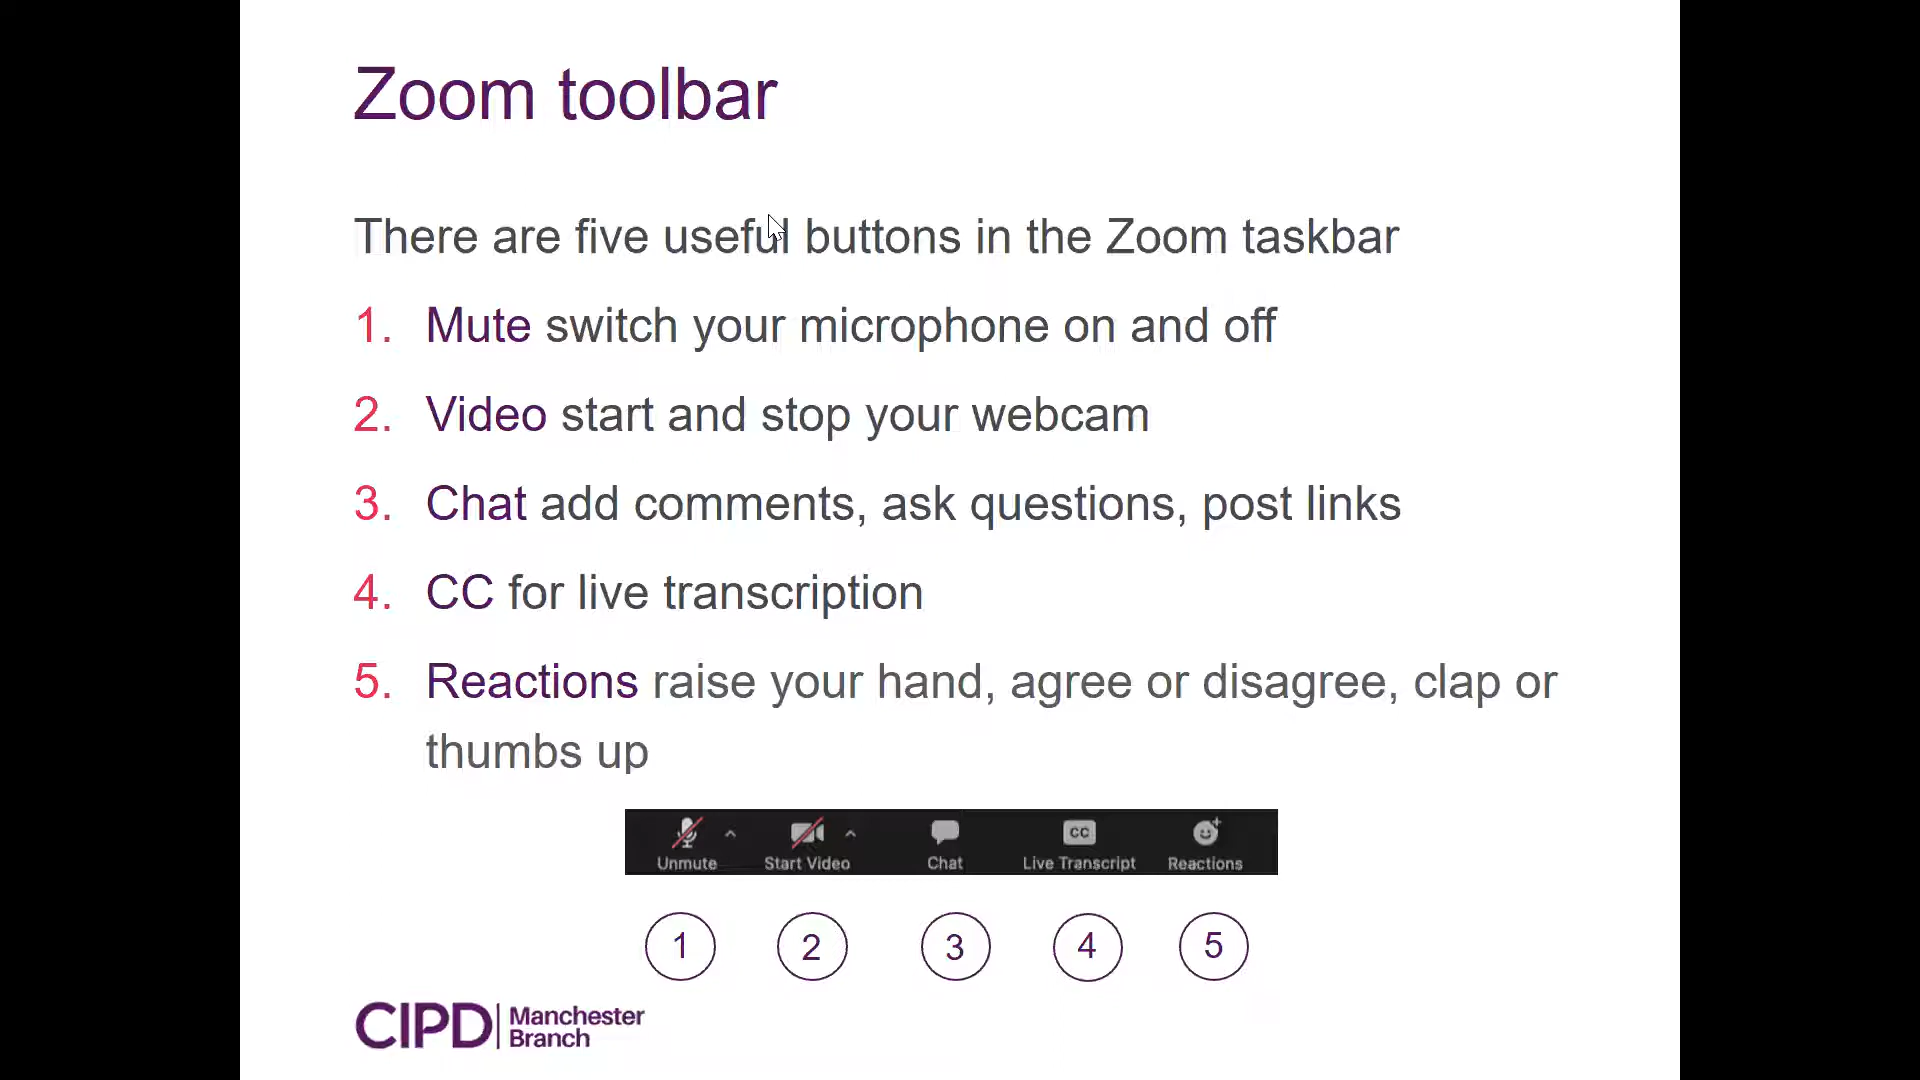 Zoom toolbar
There are five useful buttons in the Zoom taskbar
1. Mute switch your microphone on and off
2. Video start and stop your webcam
3. Chat add comments, ask questions, post links
4. CC for live transcription
5. Reactions raise your hand, agree or disagree, clap or
thumbs up
CC
Unmute Start Video Chat Live Transcript Reactions
1 2 3 4 5
CIPD Manchester
Branch